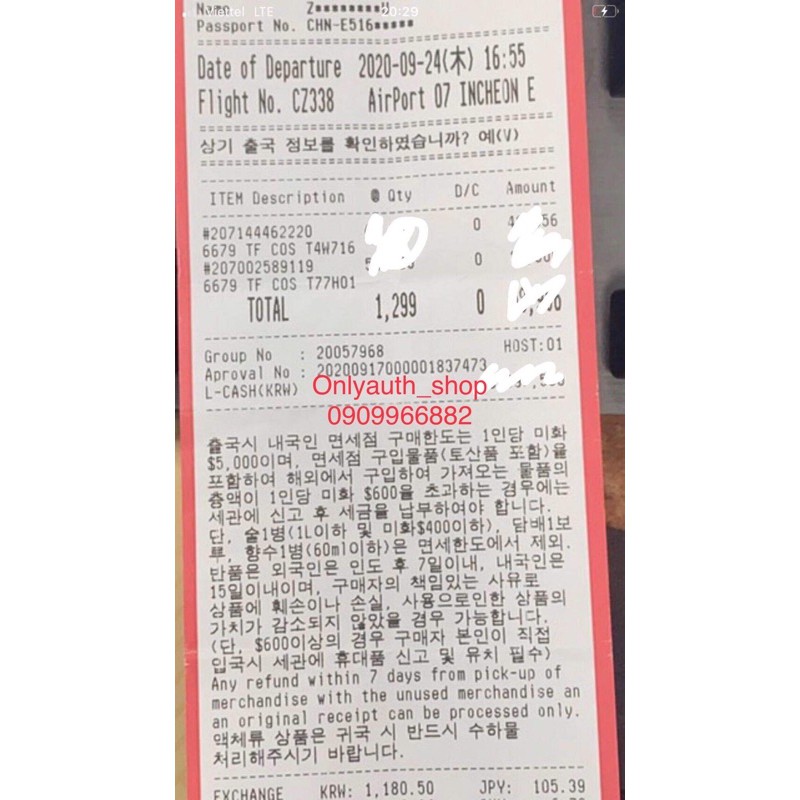 Viettel LTE 20:29
Name Z********U
Passport No. CHN-E516*****
Date of Departure 2020-09-24(木) 16:55
Flight No. CZ338 AirPort 07 INCHEON E
상기 출국 정보를 확인하였습니까? 예(V)
ITEM Description @ Qty D/C Amount
#207144462220 0
6679 TF COS T4W716
#207002589119 0
6679 TF COS T77H01
TOTAL 1,299 0
Group No : 20057968 HOST:01
Aproval No : 20200917000001837473
L-CASH(KRW)
Onlyauth_shop
0909966882
출국시 내국인 면세점 구매한도는 1인당 미화
$5,000이며, 면세점 구입물품(토산품 포함)을
포함하여 해외에서 구입하여 가져오는 물품의
총액이 1인당 미화 $600을 초과하는 경우에는
세관에 신고 후 세금을 납부하여야 합니다.
단, 술1병(1L이하 및 미화$400이하), 담배1보
루, 향수1병(60ml이하)은 면세한도에서 제외.
반품은 외국인은 인도 후 7일이내, 내국인은
15일이내이며, 구매자의 책임있는 사유로
상품에 훼손이나 손실, 사용으로인한 상품의
가치가 감소되지 않았을 경우 가능합니다.
(단, $600이상의 경우 구매자 본인이 직접
입국시 세관에 휴대품 신고 및 유치 필수)
Any refund within 7 days from pick-up of
merchandise with the unused merchandise an
an original receipt can be processed only.
액체류 상품은 귀국 시 반드시 수하물
처리해주시기 바랍니다.
EXCHANGE KRW: 1,180.50 JPY: 105.39